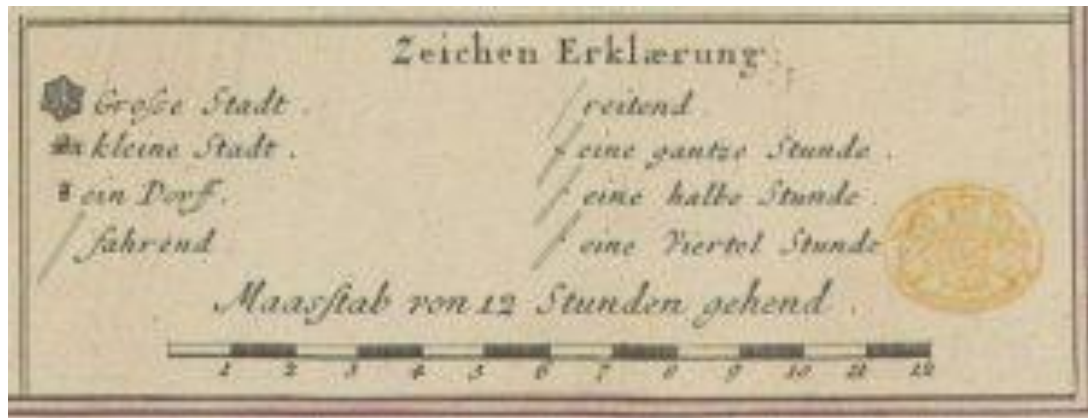 Zeichen Erklærung.
Große Stadt.
kleine Stadt.
ein Dorff.
fahrend
reitend
eine gantze Stunde.
eine halbe Stunde.
eine Viertel Stunde
Maasstab von 12 Stunden gehend.
1 2 3 4 5 6 7 8 9 10 11 12